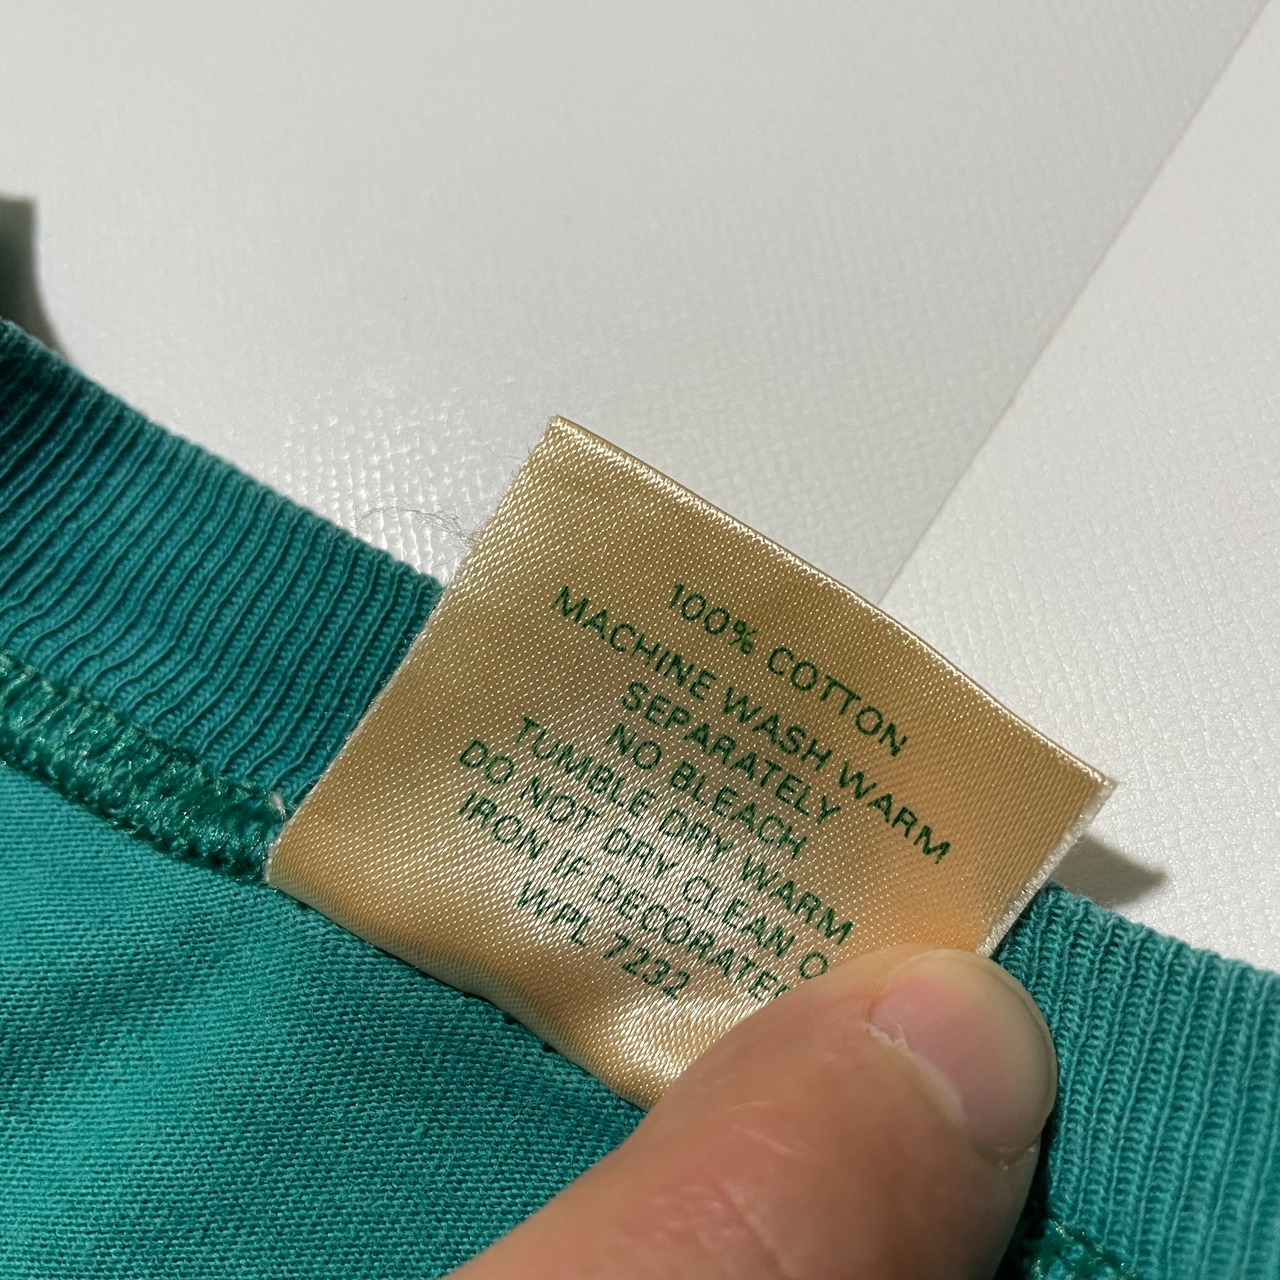 100% COTTON
MACHINE WASH WARM
SEPARATELY
NO BLEACH
TUMBLE DRY WARM
DO NOT DRY CLEAN
IRON IF
WPL 7232